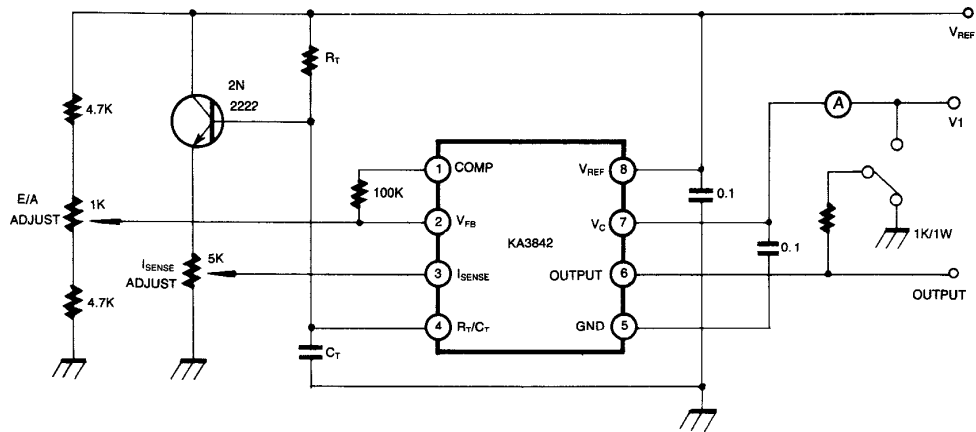 V_REF
R_T
2N
2222
4.7K
A
V1
1 COMP
V_REF 8
100K
0.1
E/A
ADJUST
1K
2 V_FB
KA3842
V_C 7
1K/1W
I_SENSE
ADJUST
5K
0.1
3 I_SENSE
OUTPUT 6
OUTPUT
4.7K
4 R_T/C_T
GND 5
C_T